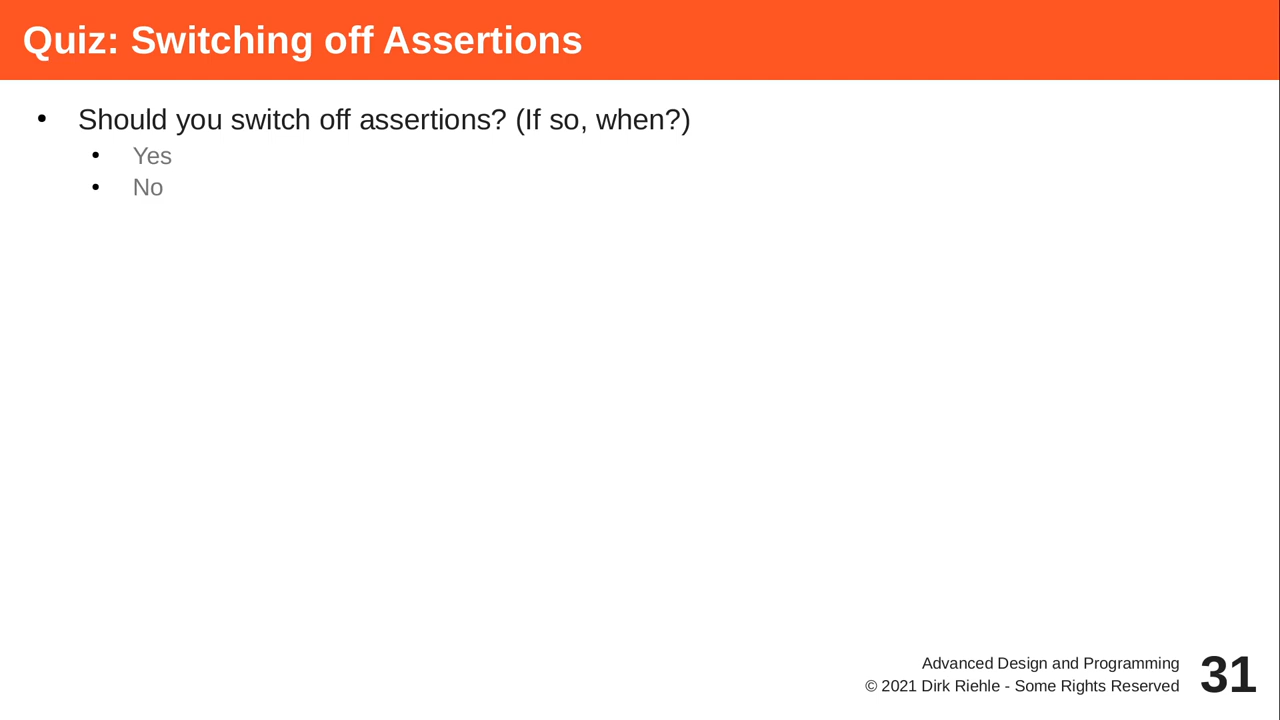 Quiz: Switching off Assertions
• Should you switch off assertions? (If so, when?)
• Yes
• No
Advanced Design and Programming
© 2021 Dirk Riehle - Some Rights Reserved
31